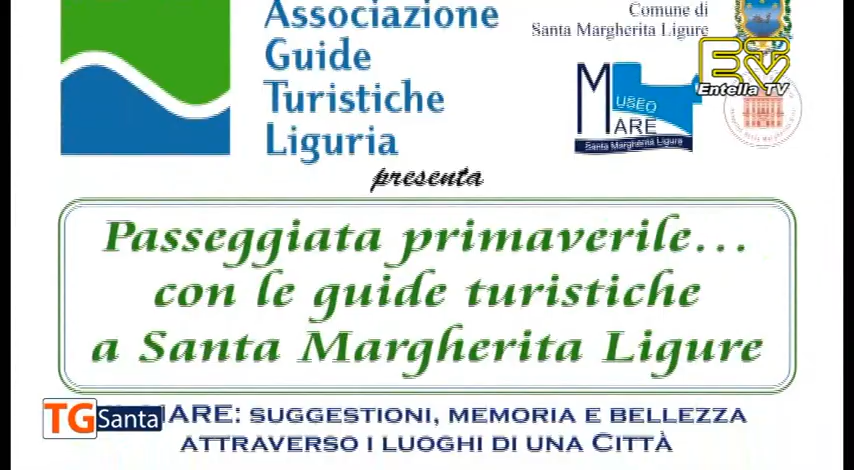 Associazione
Guide
Turistiche
Liguria
Comune di
Santa Margherita Ligure
Entella TV
MUSEO
MARE
Santa Margherita Ligure
presenta
Passeggiata primaverile...
con le guide turistiche
a Santa Margherita Ligure
TG Santa
MARE: SUGGESTIONI, MEMORIA E BELLEZZA
ATTRAVERSO I LUOGHI DI UNA CITTÀ